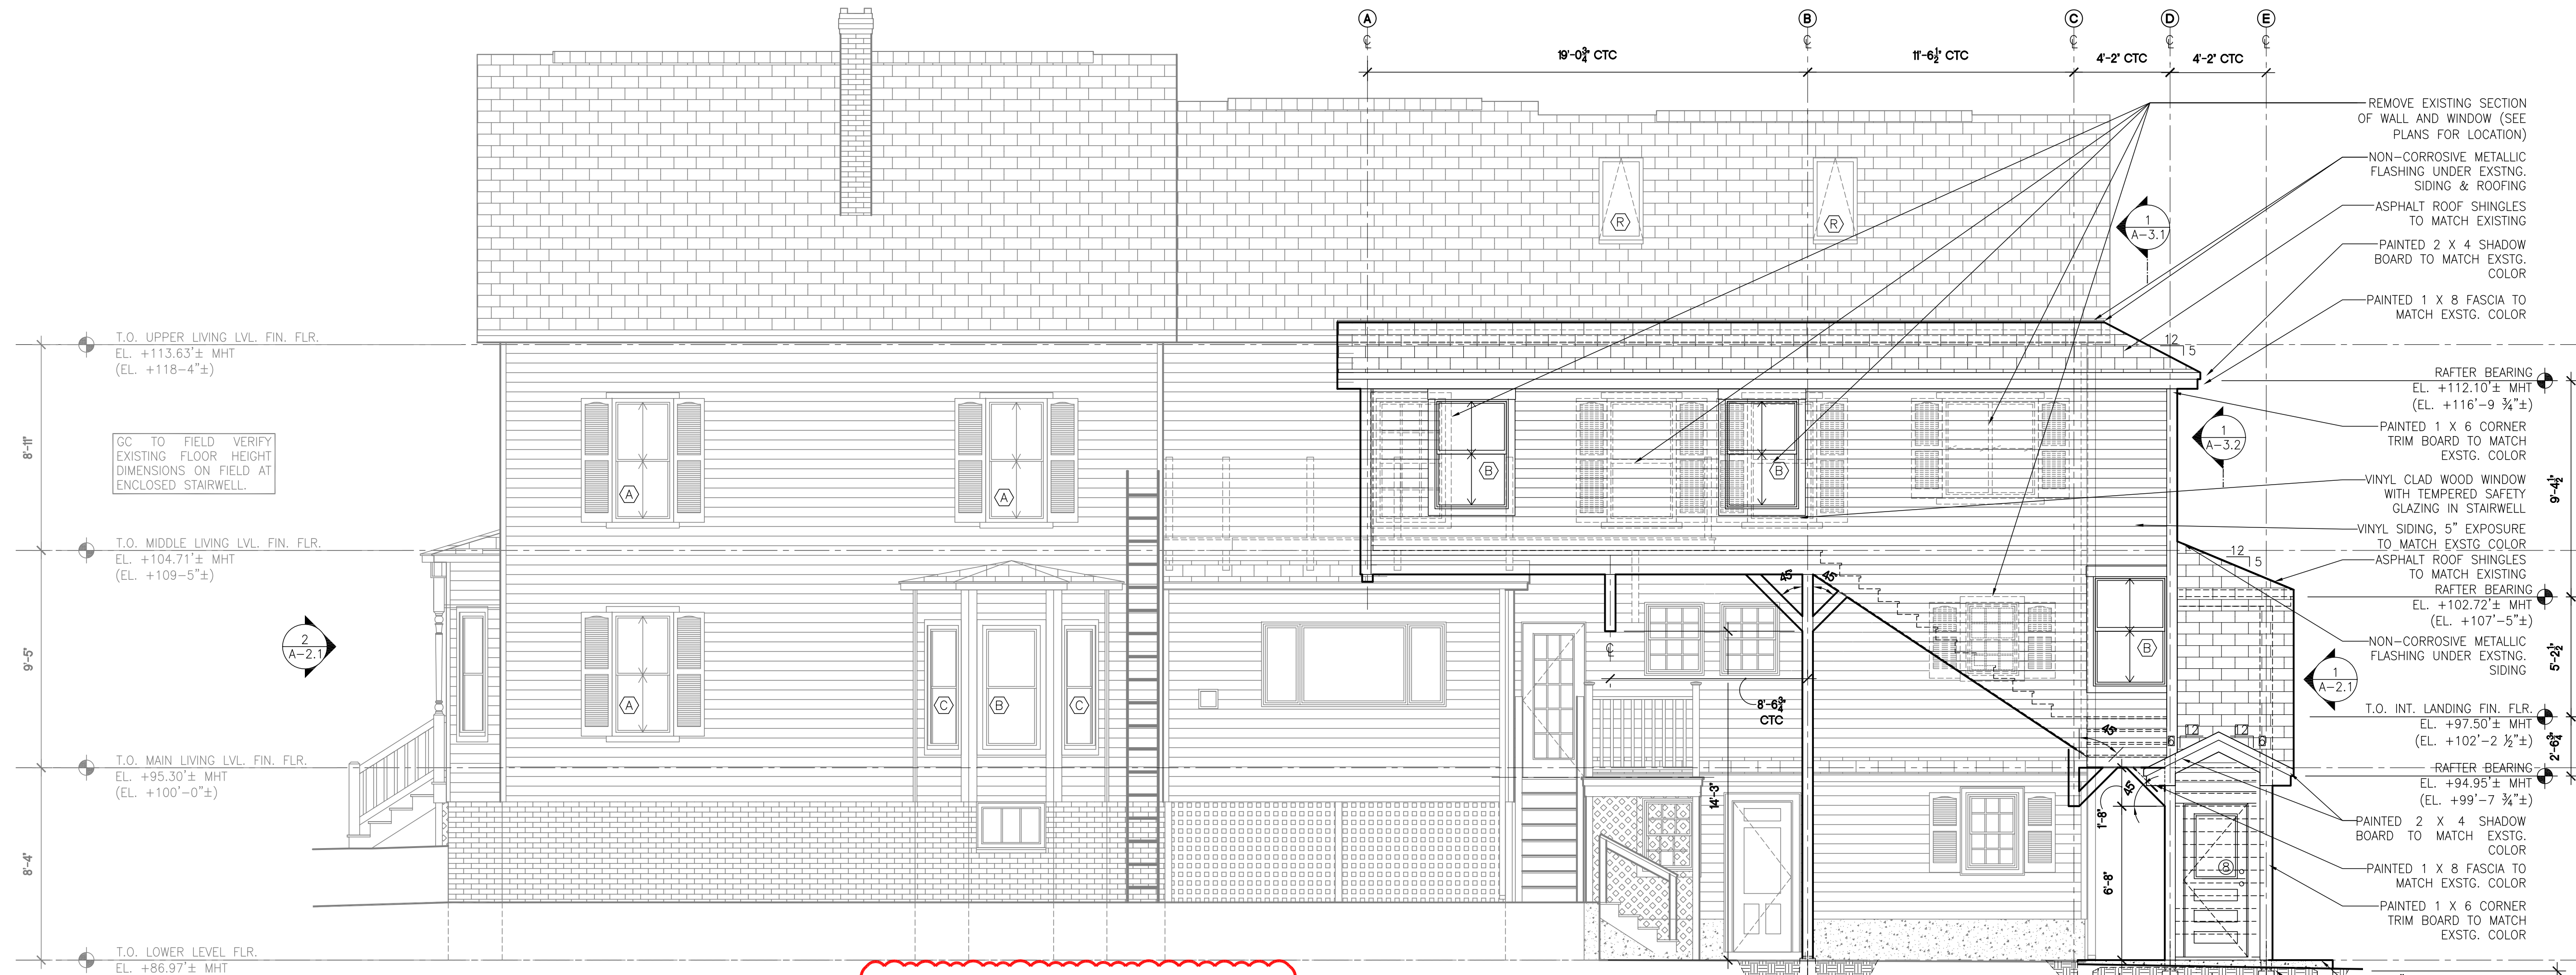 A
B
C
D
E
℄
℄
℄
℄
℄
19'-0 3/4" CTC
11'-6 1/2" CTC
4'-2" CTC
4'-2" CTC
REMOVE EXISTING SECTION
OF WALL AND WINDOW (SEE
PLANS FOR LOCATION)
NON-CORROSIVE METALLIC
FLASHING UNDER EXSTNG.
SIDING & ROOFING
ASPHALT ROOF SHINGLES
TO MATCH EXISTING
PAINTED 2 X 4 SHADOW
BOARD TO MATCH EXSTG.
COLOR
PAINTED 1 X 8 FASCIA TO
MATCH EXSTG. COLOR
RAFTER BEARING
EL. +112.10'± MHT
(EL. +116'-9 3/4"±)
PAINTED 1 X 6 CORNER
TRIM BOARD TO MATCH
EXSTG. COLOR
VINYL CLAD WOOD WINDOW
WITH TEMPERED SAFETY
GLAZING IN STAIRWELL
VINYL SIDING, 5" EXPOSURE
TO MATCH EXSTG COLOR
ASPHALT ROOF SHINGLES
TO MATCH EXISTING
RAFTER BEARING
EL. +102.72'± MHT
(EL. +107'-5"±)
NON-CORROSIVE METALLIC
FLASHING UNDER EXSTNG.
SIDING
T.O. INT. LANDING FIN. FLR.
EL. +97.50'± MHT
(EL. +102'-2 1/2"±)
RAFTER BEARING
EL. +94.95'± MHT
(EL. +99'-7 3/4"±)
PAINTED 2 X 4 SHADOW
BOARD TO MATCH EXSTG.
COLOR
PAINTED 1 X 8 FASCIA TO
MATCH EXSTG. COLOR
PAINTED 1 X 6 CORNER
TRIM BOARD TO MATCH
EXSTG. COLOR
9'-4 1/2"
5'-2 1/2"
2'-6 3/4"
1
A-3.1
1
A-3.2
1
A-2.1
12
5
12
5
12
12
6
6
R
R
B
B
B
A
A
A
C
B
C
8
45°
45°
45°
45°
℄
8'-6 3/4"
CTC
14'-3"
1'-8"
6'-8"
T.O. UPPER LIVING LVL. FIN. FLR.
EL. +113.63'± MHT
(EL. +118-4"±)
GC TO FIELD VERIFY
EXISTING FLOOR HEIGHT
DIMENSIONS ON FIELD AT
ENCLOSED STAIRWELL.
T.O. MIDDLE LIVING LVL. FIN. FLR.
EL. +104.71'± MHT
(EL. +109-5"±)
2
A-2.1
T.O. MAIN LIVING LVL. FIN. FLR.
EL. +95.30'± MHT
(EL. +100'-0"±)
T.O. LOWER LEVEL FLR.
EL. +86.97'± MHT
8'-11"
9'-5"
8'-4"